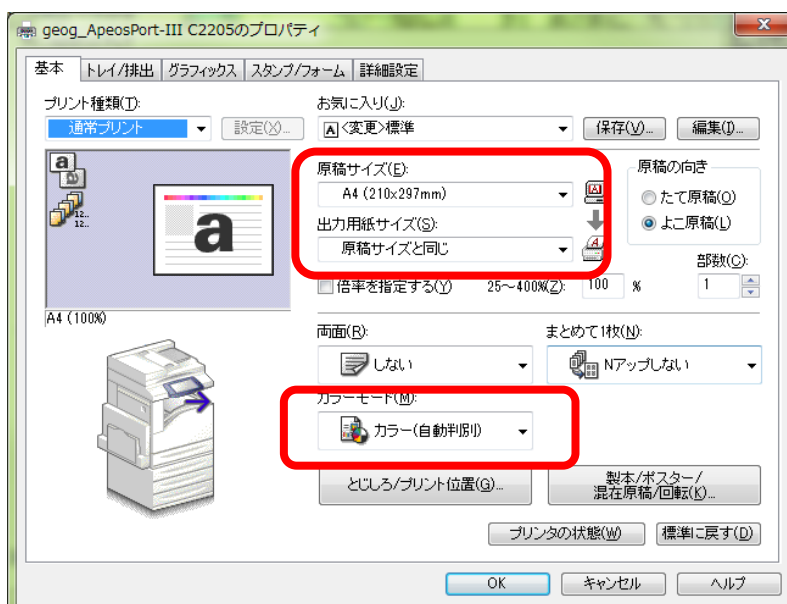 geog_ApeosPort-III C2205のプロパティ
基本 トレイ/排出 グラフィックス スタンプ/フォーム 詳細設定
プリント種類(T):
通常プリント 設定(X)...
お気に入り(J):
A <変更>標準 保存(V)... 編集(I)...
原稿サイズ(E):
A4 (210x297mm)
出力用紙サイズ(S):
原稿サイズと同じ
原稿の向き
たて原稿(O)
よこ原稿(L)
倍率を指定する(Y) 25~400%(Z): 100 %
部数(C):
1
a
a
12..
12..
a
A4 (100%)
両面(R):
しない
まとめて1枚(N):
Nアップしない
カラーモード(M):
カラー(自動判別)
とじしろ/プリント位置(G)...
製本/ポスター/
混在原稿/回転(K)...
プリンタの状態(W) 標準に戻す(D)
OK キャンセル ヘルプ